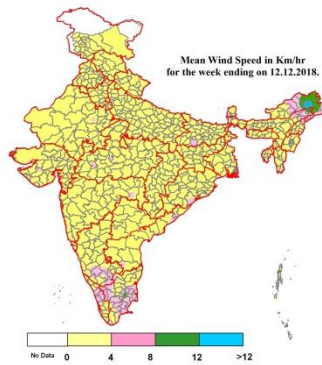 Mean Wind Speed in Km/hr
for the week ending on 12.12.2018.
No Data 0 4 8 12 >12